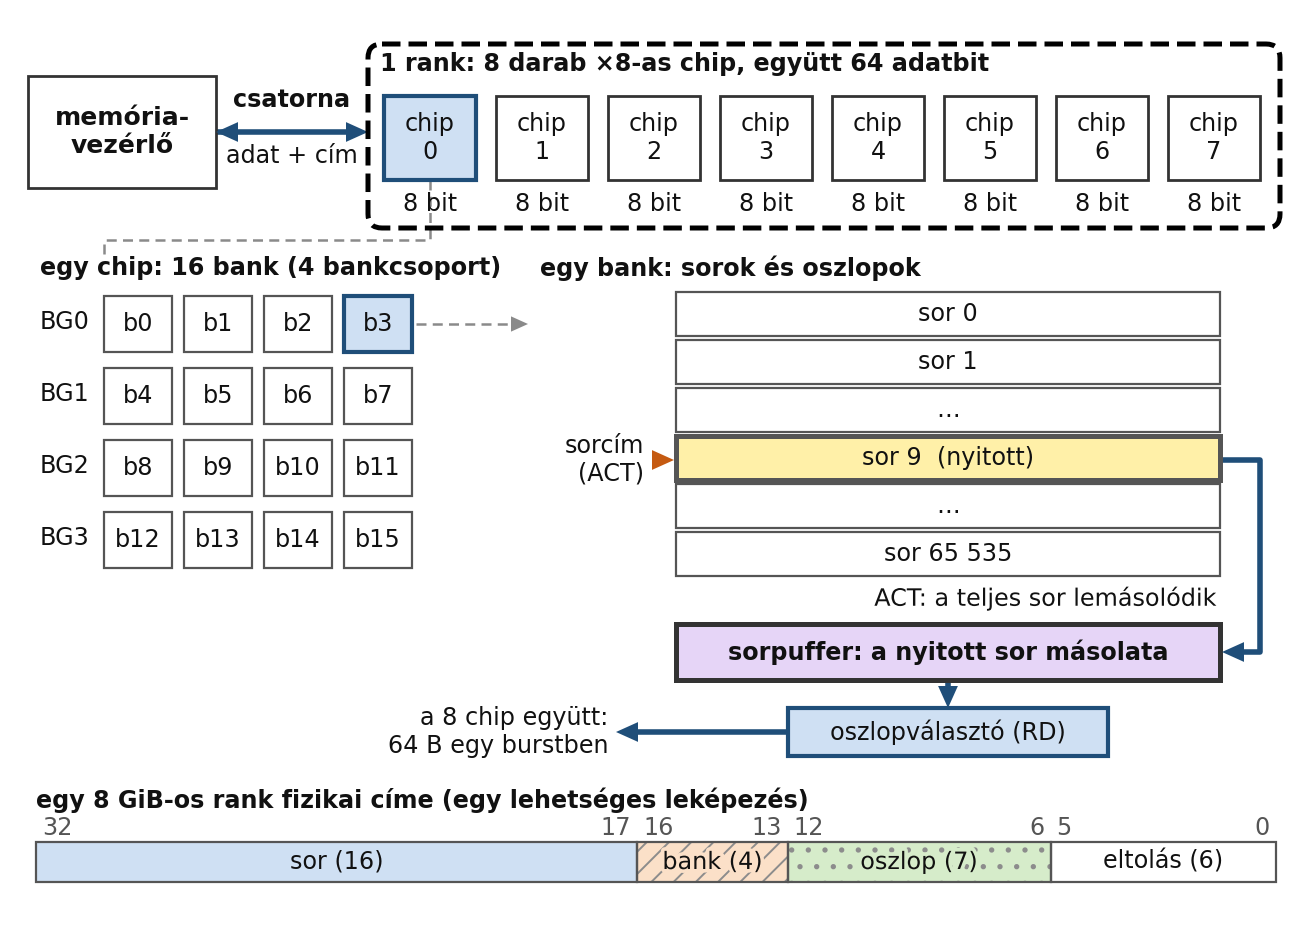 1 rank: 8 darab ×8-as chip, együtt 64 adatbit
memória-
vezérlő
csatorna
adat + cím
chip
0
chip
1
chip
2
chip
3
chip
4
chip
5
chip
6
chip
7
8 bit
8 bit
8 bit
8 bit
8 bit
8 bit
8 bit
8 bit
egy chip: 16 bank (4 bankcsoport)
BG0 b0 b1 b2 b3
BG1 b4 b5 b6 b7
BG2 b8 b9 b10 b11
BG3 b12 b13 b14 b15
egy bank: sorok és oszlopok
sor 0
sor 1
...
sorcím
(ACT)
sor 9 (nyitott)
...
sor 65 535
ACT: a teljes sor lemásolódik
sorpuffer: a nyitott sor másolata
oszlopválasztó (RD)
a 8 chip együtt:
64 B egy burstben
egy 8 GiB-os rank fizikai címe (egy lehetséges leképezés)
32 17 16 13 12 6 5 0
sor (16) bank (4) oszlop (7) eltolás (6)